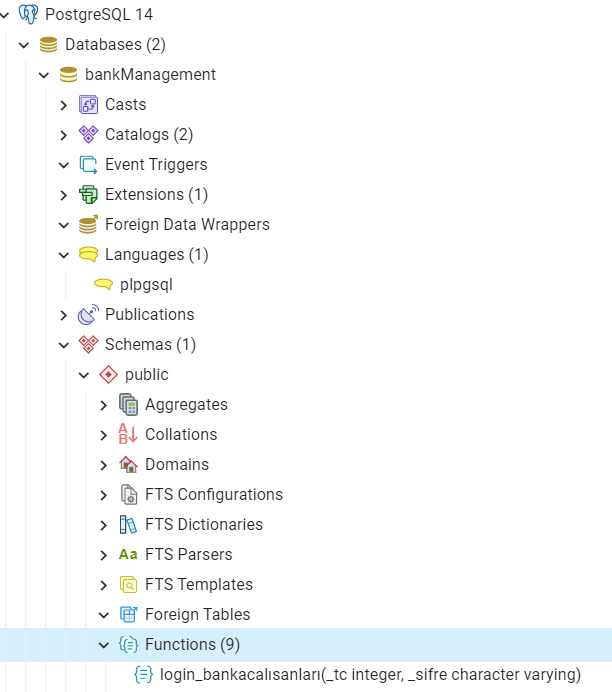 PostgreSQL 14
Databases (2)
bankManagement
Casts
Catalogs (2)
Event Triggers
Extensions (1)
Foreign Data Wrappers
Languages (1)
plpgsql
Publications
Schemas (1)
public
Aggregates
Collations
Domains
FTS Configurations
FTS Dictionaries
Aa FTS Parsers
FTS Templates
Foreign Tables
Functions (9)
login_bankacalısanları(_tc integer, _sifre character varying)